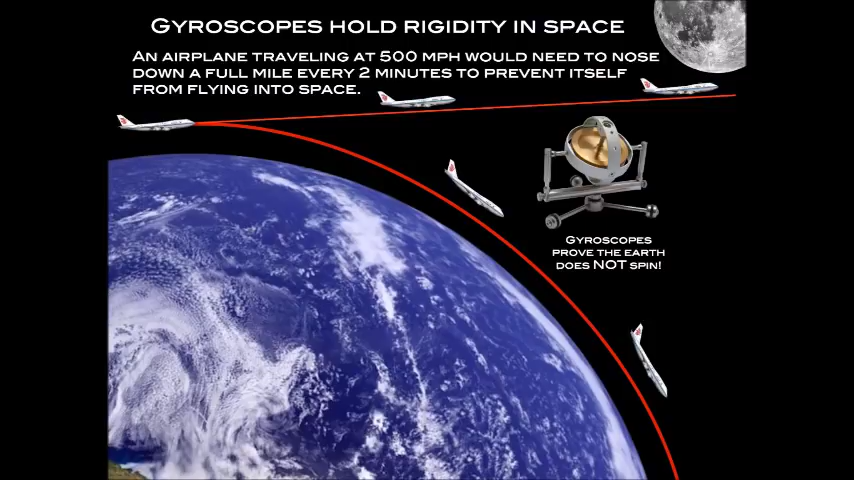 Gyroscopes hold rigidity in space
An airplane traveling at 500 mph would need to nose
down a full mile every 2 minutes to prevent itself
from flying into space.
Gyroscopes
prove the earth
does NOT spin!